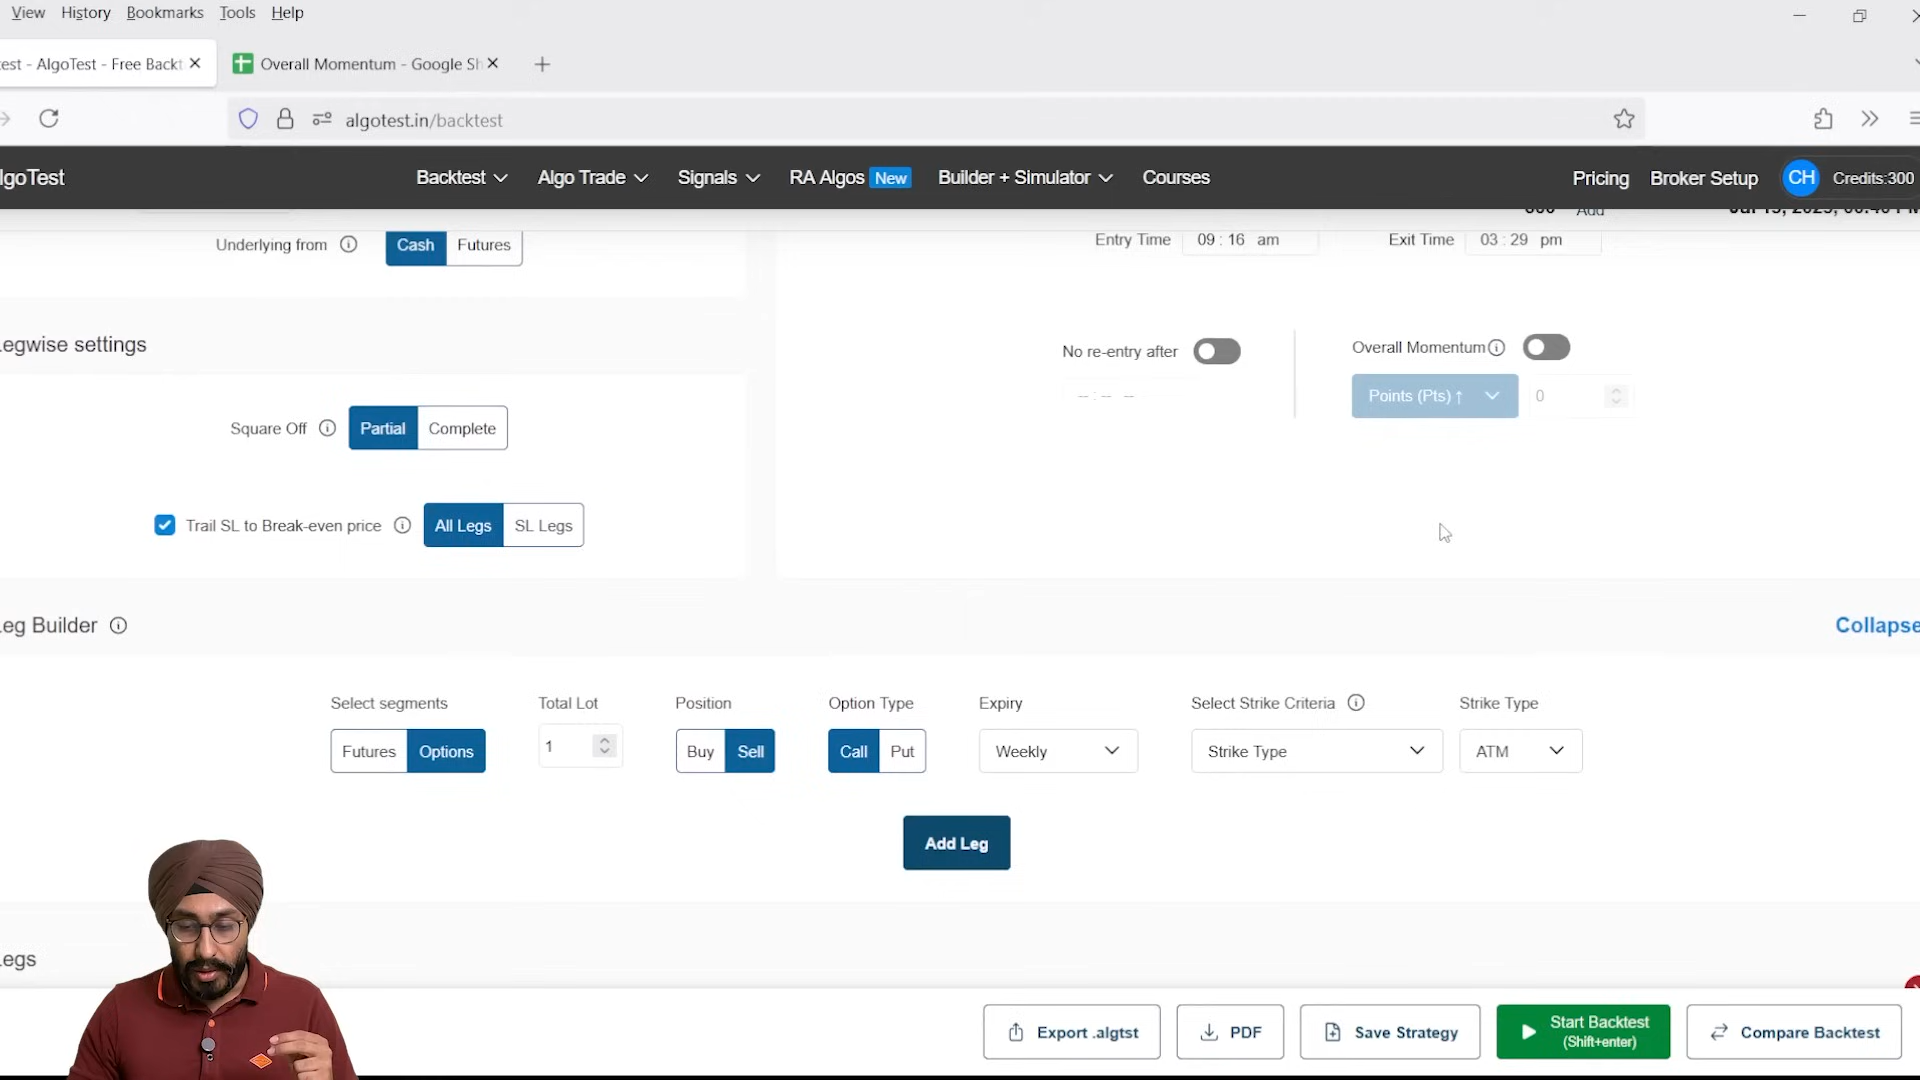 View History Bookmarks Tools Help
est - AlgoTest - Free Backt Overall Momentum - Google Sh
algotest.in/backtest
lgoTest Backtest Algo Trade Signals RA Algos New Builder + Simulator Courses Pricing Broker Setup CH Credits:300
Add
Underlying from Cash Futures
Entry Time 09 : 16 am Exit Time 03 : 29 pm
egwise settings
No re-entry after Overall Momentum
-- : -- -- Points (Pts) ↑ 0
Square Off Partial Complete
Trail SL to Break-even price All Legs SL Legs
eg Builder Collapse
Select segments Total Lot Position Option Type Expiry Select Strike Criteria Strike Type
Futures Options 1 Buy Sell Call Put Weekly Strike Type ATM
Add Leg
egs
Export .algtst PDF Save Strategy Start Backtest Compare Backtest
(Shift+enter)